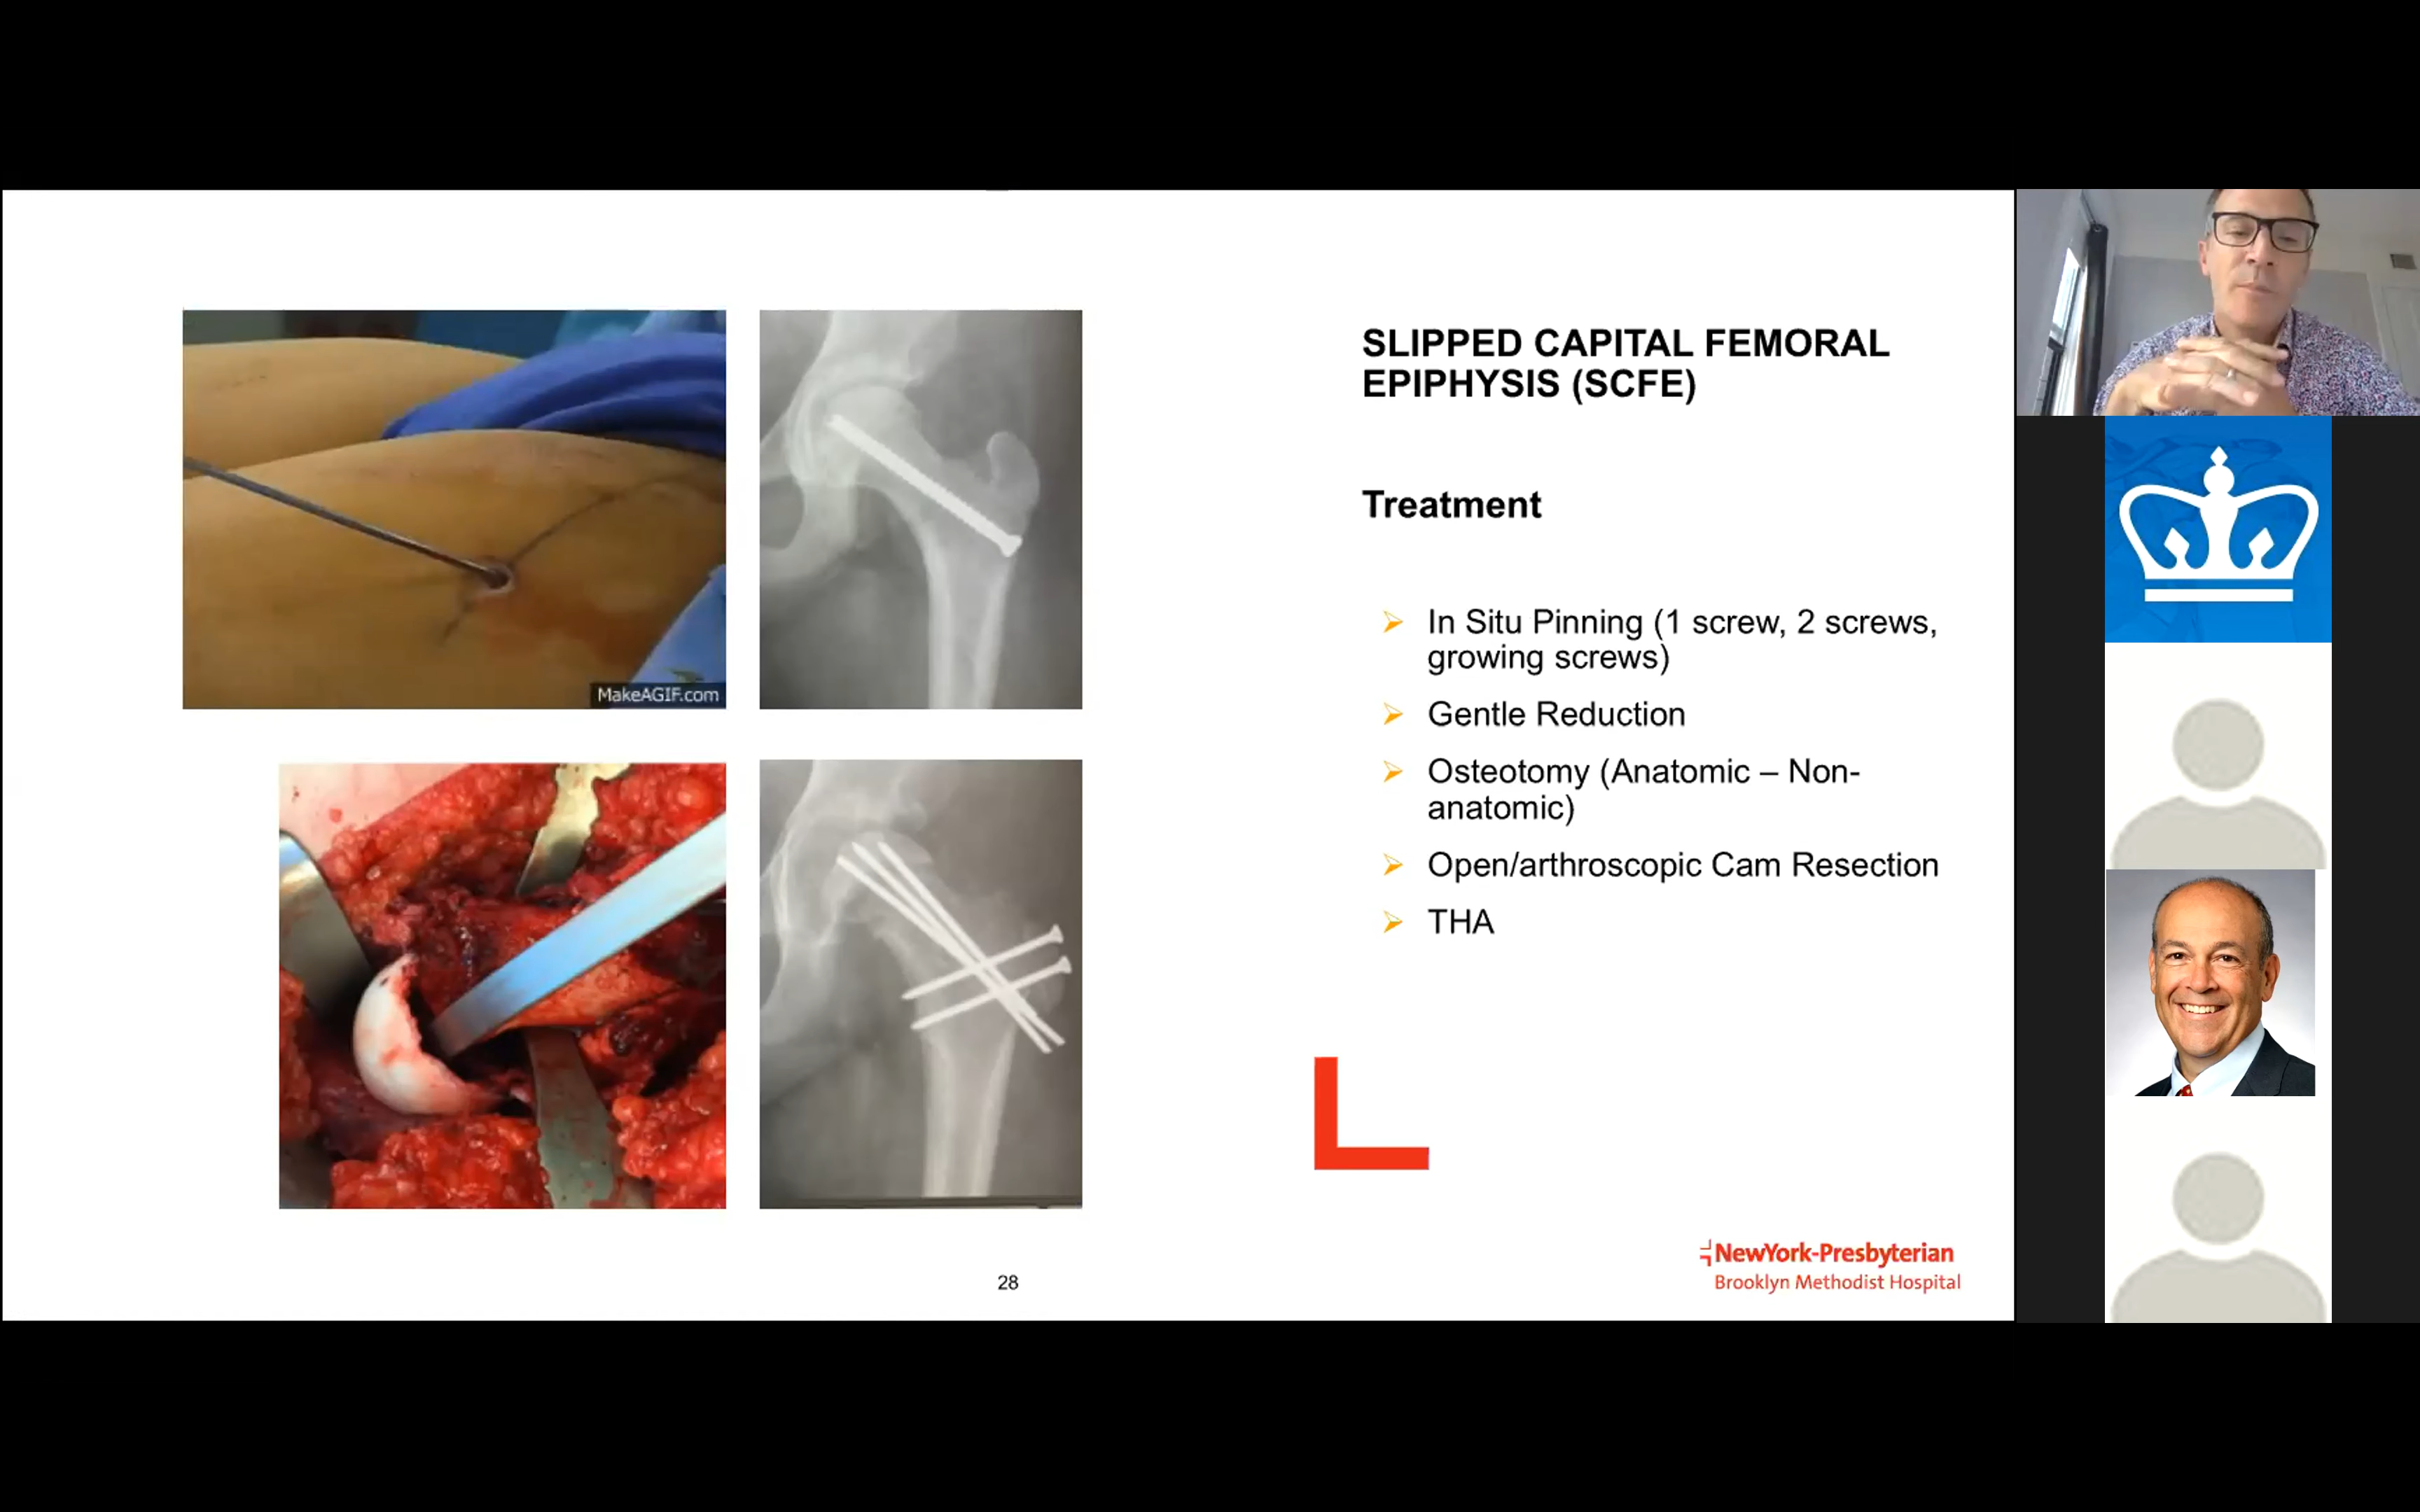 SLIPPED CAPITAL FEMORAL
EPIPHYSIS (SCFE)
Treatment
In Situ Pinning (1 screw, 2 screws,
growing screws)
Gentle Reduction
Osteotomy (Anatomic – Non-
anatomic)
Open/arthroscopic Cam Resection
THA
MakeAGIF.com
28
NewYork-Presbyterian
Brooklyn Methodist Hospital